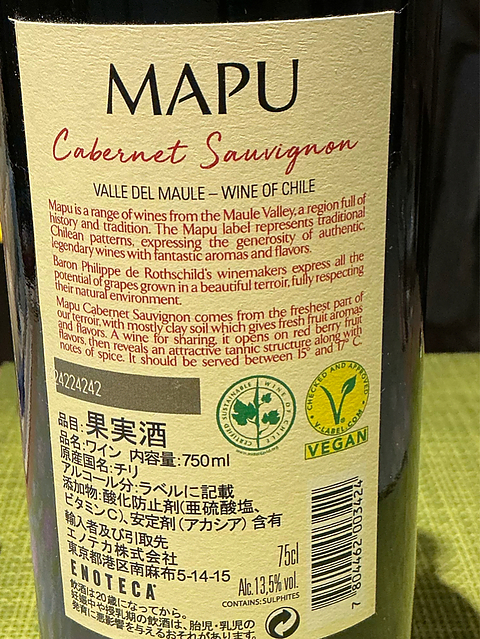 MAPU
Cabernet Sauvignon
VALLE DEL MAULE – WINE OF CHILE
Mapu is a range of wines from the Maule Valley, a region full of
history and tradition. The Mapu label represents traditional
Chilean patterns, expressing the generosity of authentic,
legendary wines with fantastic aromas and flavors.
Baron Philippe de Rothschild's winemakers express all the
potential of grapes grown in a beautiful terroir, fully respecting
their natural environment.
Mapu Cabernet Sauvignon comes from the freshest part of
our terroir, with mostly clay soil which gives fresh fruit aromas
and flavors. A wine for sharing, it opens on red berry fruit
flavors, then reveals an attractive tannic structure along with
notes of spice. It should be served between 15° and 17° C.
24224242
CERTIFIED SUSTAINABLE WINE OF CHILE
CHECKED AND APPROVED
V-LABEL.COM
VEGAN
品目:果実酒
品名:ワイン 内容量:750ml
原産国名:チリ
アルコール分:ラベルに記載
添加物:酸化防止剤(亜硫酸塩、
ビタミンC)、安定剤(アカシア)含有
輸入者及び引取先
エノテカ株式会社
東京都港区南麻布5-14-15
ENOTECA
飲酒は20歳になってから。
妊娠中や授乳期の飲酒は、胎児・乳児の
発育に悪影響を与えるおそれがあります。
75cl
Alc.13,5% vol.
CONTAINS: SULPHITES
7 804462 003424